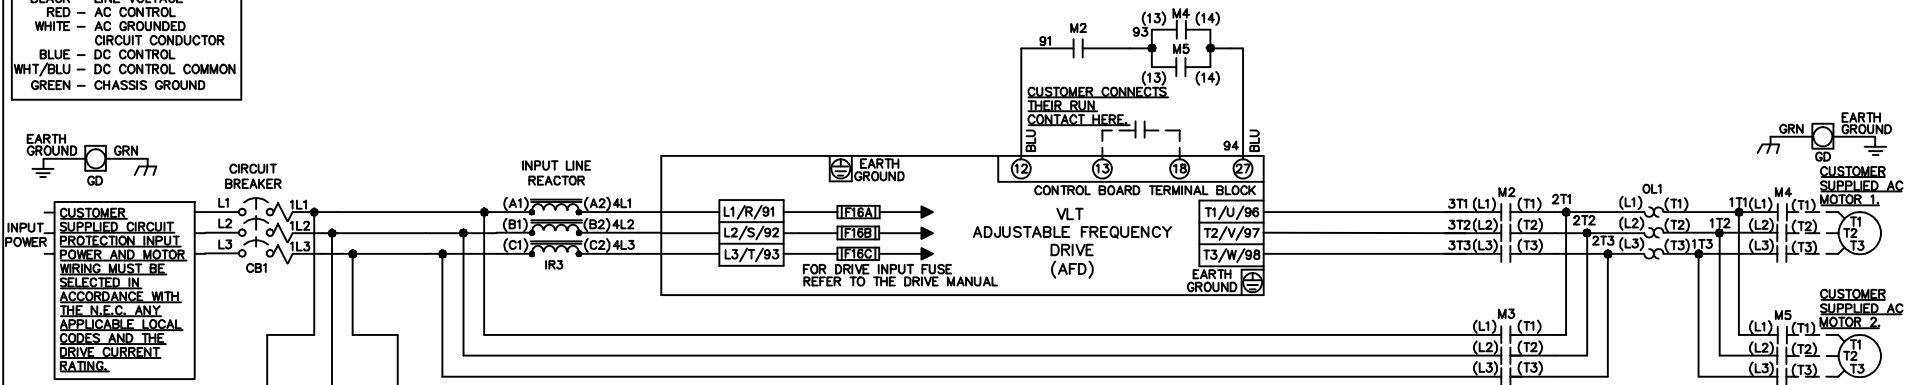 RED – AC CONTROL
WHITE – AC GROUNDED
CIRCUIT CONDUCTOR
BLUE – DC CONTROL
WHT/BLU – DC CONTROL COMMON
GREEN – CHASSIS GROUND
EARTH
GROUND
GRN
GD
INPUT
POWER
CUSTOMER
SUPPLIED CIRCUIT
PROTECTION INPUT
POWER AND MOTOR
WIRING MUST BE
SELECTED IN
ACCORDANCE WITH
THE N.E.C. ANY
APPLICABLE LOCAL
CODES AND THE
DRIVE CURRENT
RATING.
CIRCUIT
BREAKER
L1 1L1
L2 1L2
L3 1L3
CB1
INPUT LINE
REACTOR
(A1) (A2) 4L1
(B1) (B2) 4L2
(C1) (C2) 4L3
IR3
91 M2 93
(13) M4 (14)
M5
(13) (14)
CUSTOMER CONNECTS
THEIR RUN
CONTACT HERE.
BLU
94 BLU
12 13 18 27
CONTROL BOARD TERMINAL BLOCK
EARTH
GROUND
L1/R/91 F16A
L2/S/92 F16B
L3/T/93 F16C
FOR DRIVE INPUT FUSE
REFER TO THE DRIVE MANUAL
VLT
ADJUSTABLE FREQUENCY
DRIVE
(AFD)
T1/U/96
T2/V/97
T3/W/98
EARTH
GROUND
M2
3T1 (L1) (T1) 2T1
3T2 (L2) (T2) 2T2
3T3 (L3) (T3) 2T3
OL1
(L1) (T1) 1T1
(L2) (T2) 1T2
(L3) (T3) 1T3
M3
(L1) (T1)
(L2) (T2)
(L3) (T3)
GRN
GD
EARTH
GROUND
CUSTOMER
SUPPLIED AC
MOTOR 1.
M4
(L1) (T1) T1
(L2) (T2) T2
(L3) (T3) T3
CUSTOMER
SUPPLIED AC
MOTOR 2.
M5
(L1) (T1) T1
(L2) (T2) T2
(L3) (T3) T3